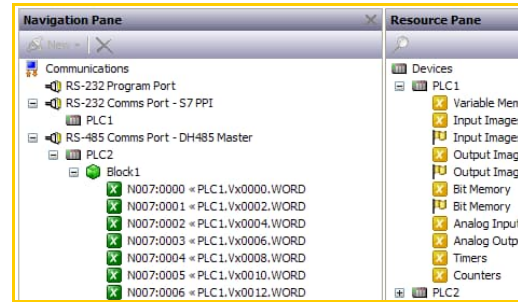 Navigation Pane
New
Communications
RS-232 Program Port
RS-232 Comms Port - S7 PPI
PLC1
RS-485 Comms Port - DH485 Master
PLC2
Block1
N007:0000 « PLC1.Vx0000.WORD
N007:0001 « PLC1.Vx0002.WORD
N007:0002 « PLC1.Vx0004.WORD
N007:0003 « PLC1.Vx0006.WORD
N007:0004 « PLC1.Vx0008.WORD
N007:0005 « PLC1.Vx0010.WORD
N007:0006 « PLC1.Vx0012.WORD
Resource Pane
Devices
PLC1
Variable Mem
Input Images
Input Images
Output Imag
Output Imag
Bit Memory
Bit Memory
Analog Input
Analog Outp
Timers
Counters
PLC2